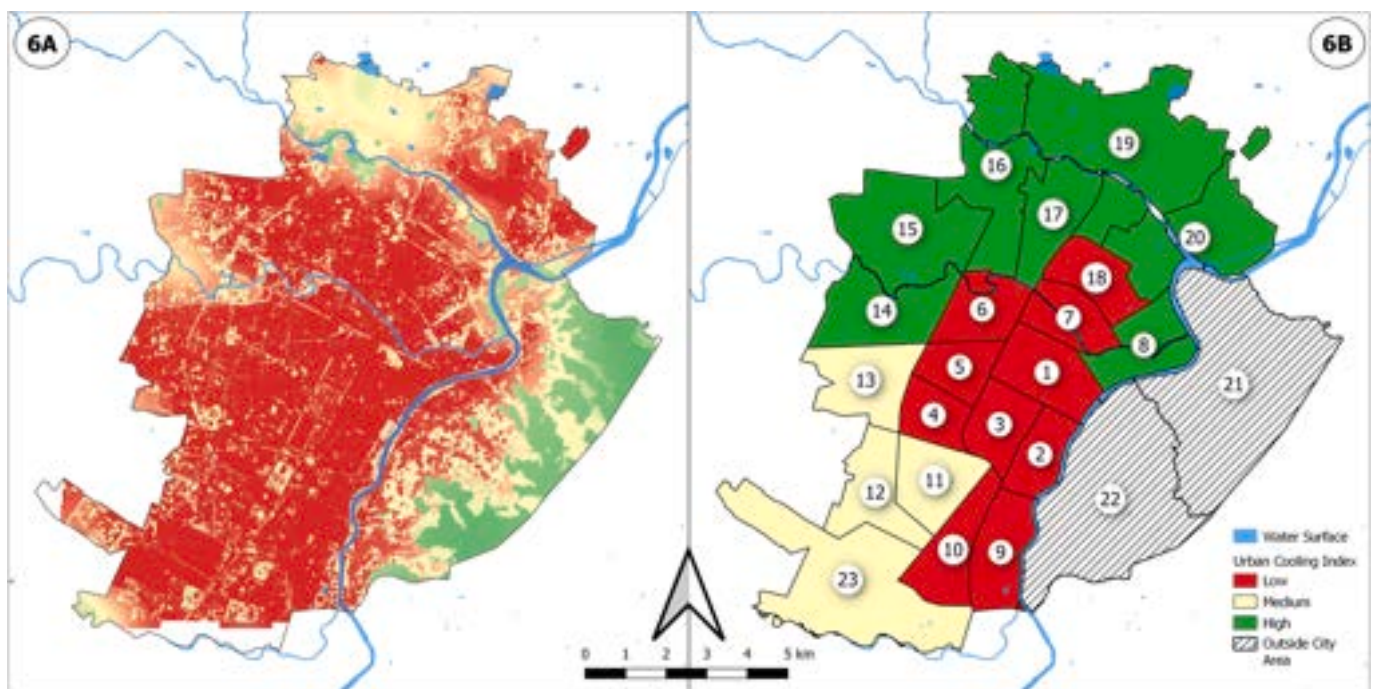 6A
6B
19
16
17
15
20
18
6
14
7
8
5
1
13
21
4
3
2
11
12
22
10
9
23
Water Surface
Urban Cooling Index
Low
Medium
High
Outside City
Area
0 1 2 3 4 5 km